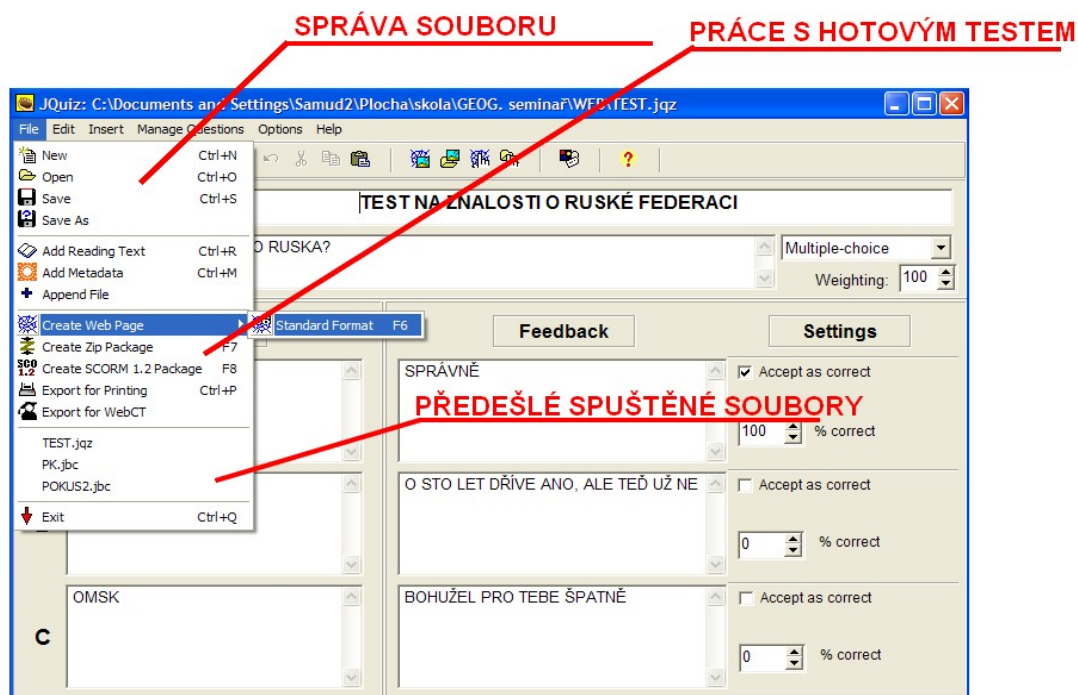 SPRÁVA SOUBORU
PRÁCE S HOTOVÝM TESTEM
JQuiz: C:\Documents and Settings\Samud2\Plocha\skola\GEOG. seminař\WEB\TEST.jqz
File Edit Insert Manage Questions Options Help
New Ctrl+N
Open Ctrl+O
Save Ctrl+S
Save As
TEST NA ZNALOSTI O RUSKÉ FEDERACI
Add Reading Text Ctrl+R
Add Metadata Ctrl+M
Append File
O RUSKA?
Multiple-choice
Weighting: 100
Create Web Page
Standard Format F6
Create Zip Package F7
Create SCORM 1.2 Package F8
Export for Printing Ctrl+P
Export for WebCT
Feedback
Settings
SPRÁVNĚ
Accept as correct
PŘEDEŠLÉ SPUŠTĚNÉ SOUBORY
100 % correct
TEST.jqz
PK.jbc
POKUS2.jbc
Exit Ctrl+Q
O STO LET DŘÍVE ANO, ALE TEĎ UŽ NE
Accept as correct
0 % correct
C
OMSK
BOHUŽEL PRO TEBE ŠPATNĚ
Accept as correct
0 % correct